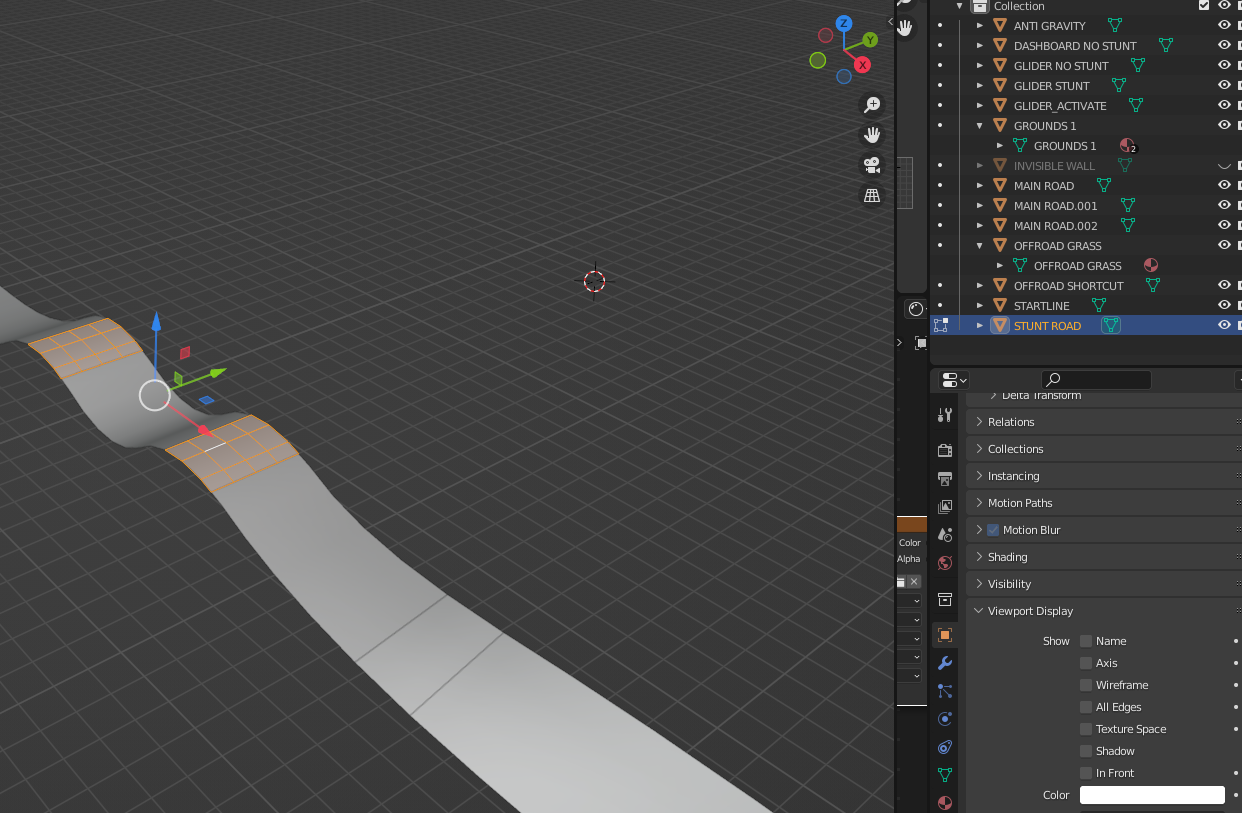 Z
Y
X
Collection
ANTI GRAVITY
DASHBOARD NO STUNT
GLIDER NO STUNT
GLIDER STUNT
GLIDER_ACTIVATE
GROUNDS 1
GROUNDS 1
2
INVISIBLE WALL
MAIN ROAD
MAIN ROAD.001
MAIN ROAD.002
OFFROAD GRASS
OFFROAD GRASS
OFFROAD SHORTCUT
STARTLINE
STUNT ROAD
Delta Transform
Relations
Collections
Instancing
Motion Paths
Motion Blur
Shading
Visibility
Viewport Display
Show Name
Axis
Wireframe
All Edges
Texture Space
Shadow
In Front
Color
Color
Alpha